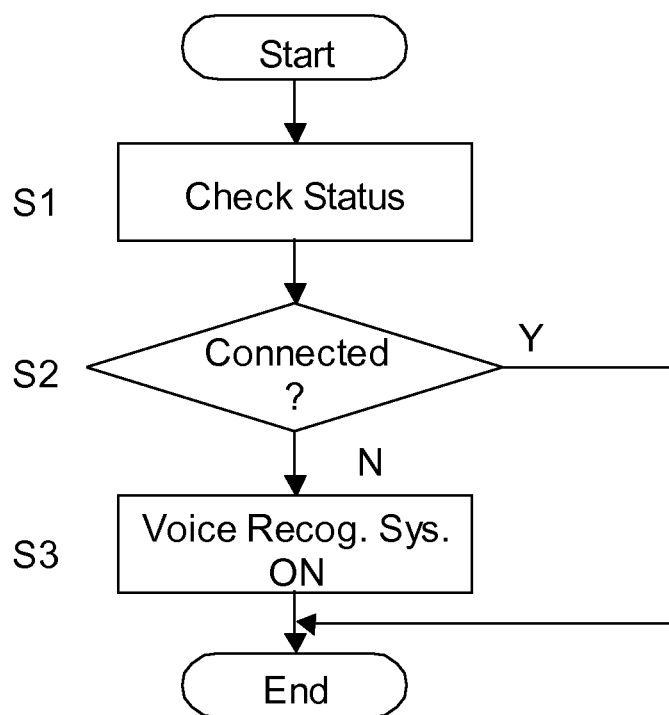 Start
S1
Check Status
S2
Connected
?
Y
N
S3
Voice Recog. Sys.
ON
End